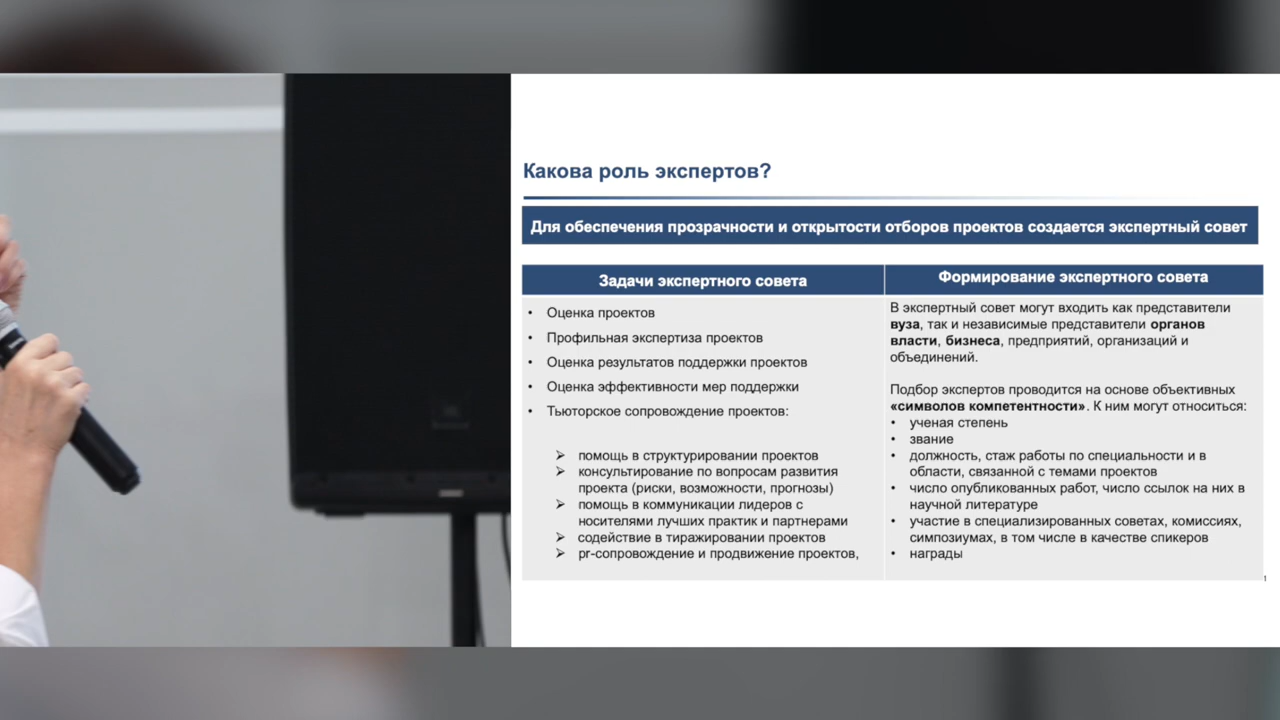 Какова роль экспертов?
Для обеспечения прозрачности и открытости отборов проектов создается экспертный совет
Задачи экспертного совета
• Оценка проектов
• Профильная экспертиза проектов
• Оценка результатов поддержки проектов
• Оценка эффективности мер поддержки
• Тьюторское сопровождение проектов:
➢ помощь в структурировании проектов
➢ консультирование по вопросам развития
проекта (риски, возможности, прогнозы)
➢ помощь в коммуникации лидеров с
носителями лучших практик и партнерами
➢ содействие в тиражировании проектов
➢ pr-сопровождение и продвижение проектов,
Формирование экспертного совета
В экспертный совет могут входить как представители
вуза, так и независимые представители органов
власти, бизнеса, предприятий, организаций и
объединений.
Подбор экспертов проводится на основе объективных
«символов компетентности». К ним могут относиться:
• ученая степень
• звание
• должность, стаж работы по специальности и в
области, связанной с темами проектов
• число опубликованных работ, число ссылок на них в
научной литературе
• участие в специализированных советах, комиссиях,
симпозиумах, в том числе в качестве спикеров
• награды
1